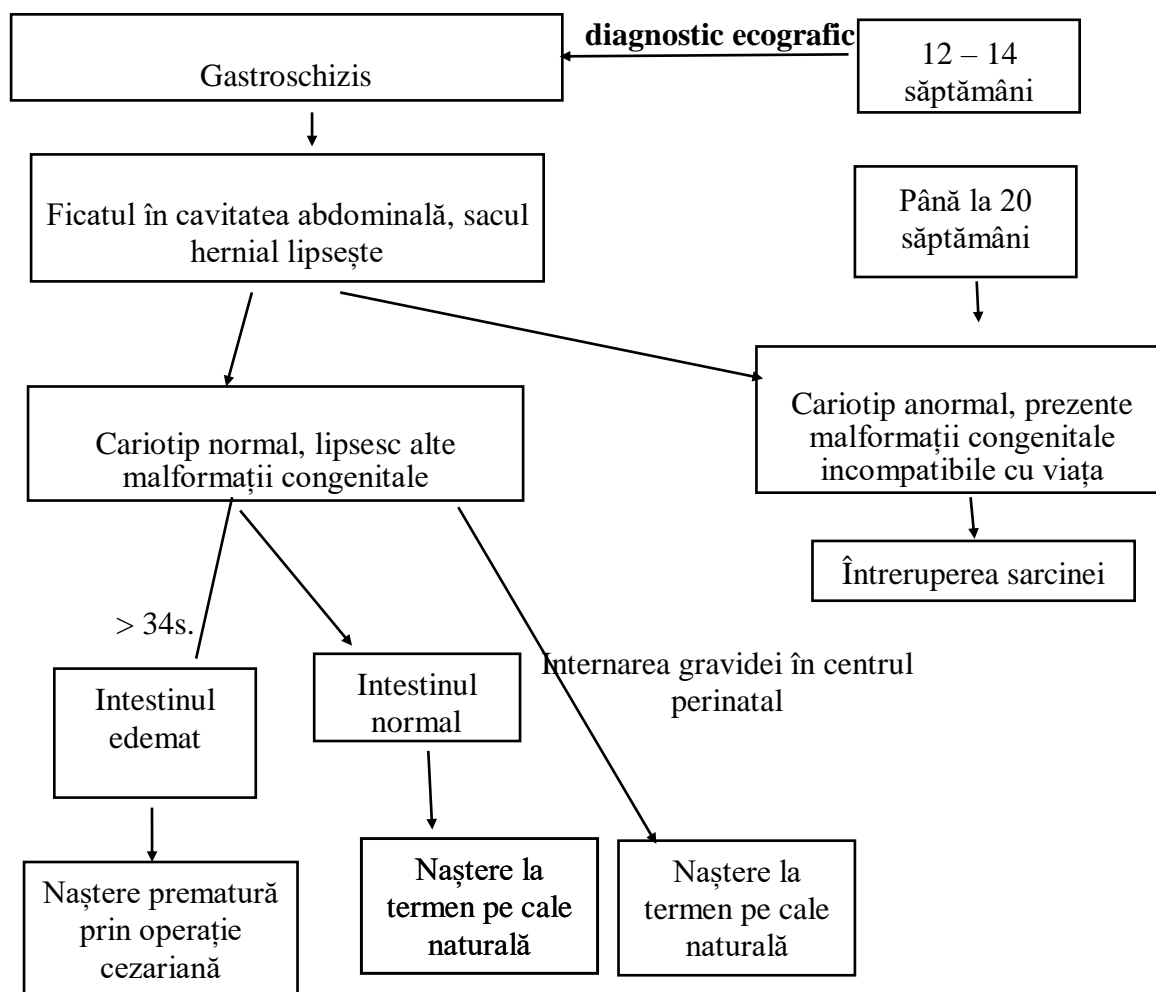 diagnostic ecografic
12 – 14
săptămâni
Gastroschizis
Ficatul în cavitatea abdominală, sacul
hernial lipsește
Până la 20
săptămâni
Cariotip normal, lipsesc alte
malformații congenitale
Cariotip anormal, prezente
malformații congenitale
incompatibile cu viața
Întreruperea sarcinei
> 34s.
Intestinul
edemat
Intestinul
normal
Internarea gravidei în centrul
perinatal
Naștere prematură
prin operație
cezariană
Naștere la
termen pe cale
naturală
Naștere la
termen pe cale
naturală